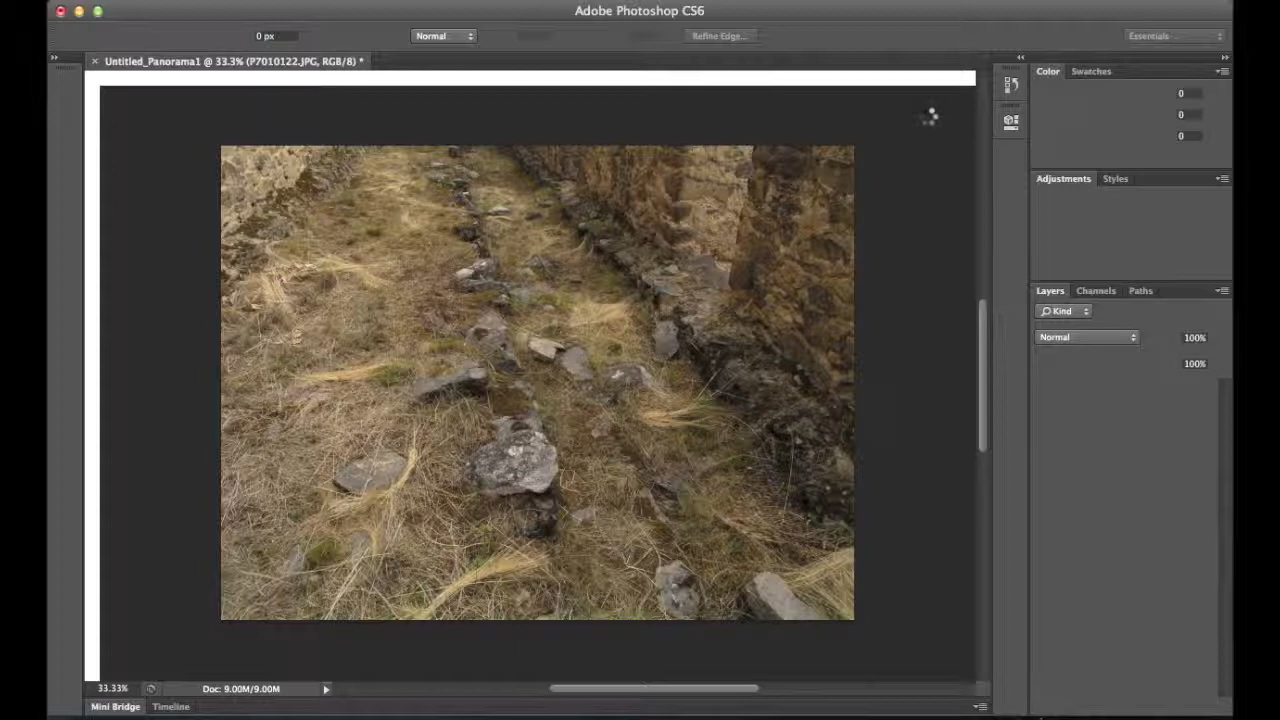 Adobe Photoshop CS6
0 px
Normal
Refine Edge...
Essentials
Untitled_Panorama1 @ 33.3% (P7010122.JPG, RGB/8) *
Color
Swatches
0
0
0
Adjustments
Styles
Layers
Channels
Paths
Kind
Normal
100%
100%
33.33%
Doc: 9.00M/9.00M
Mini Bridge
Timeline